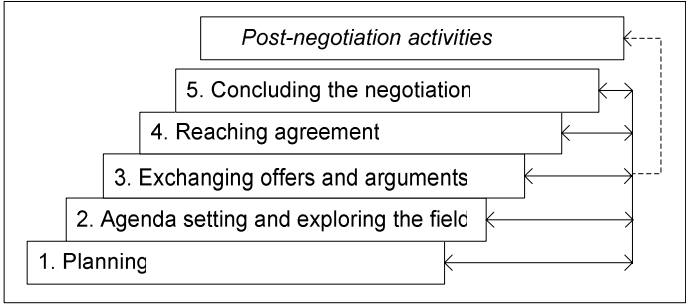 Post-negotiation activities
5. Concluding the negotiation
4. Reaching agreement
3. Exchanging offers and arguments
2. Agenda setting and exploring the field
1. Planning